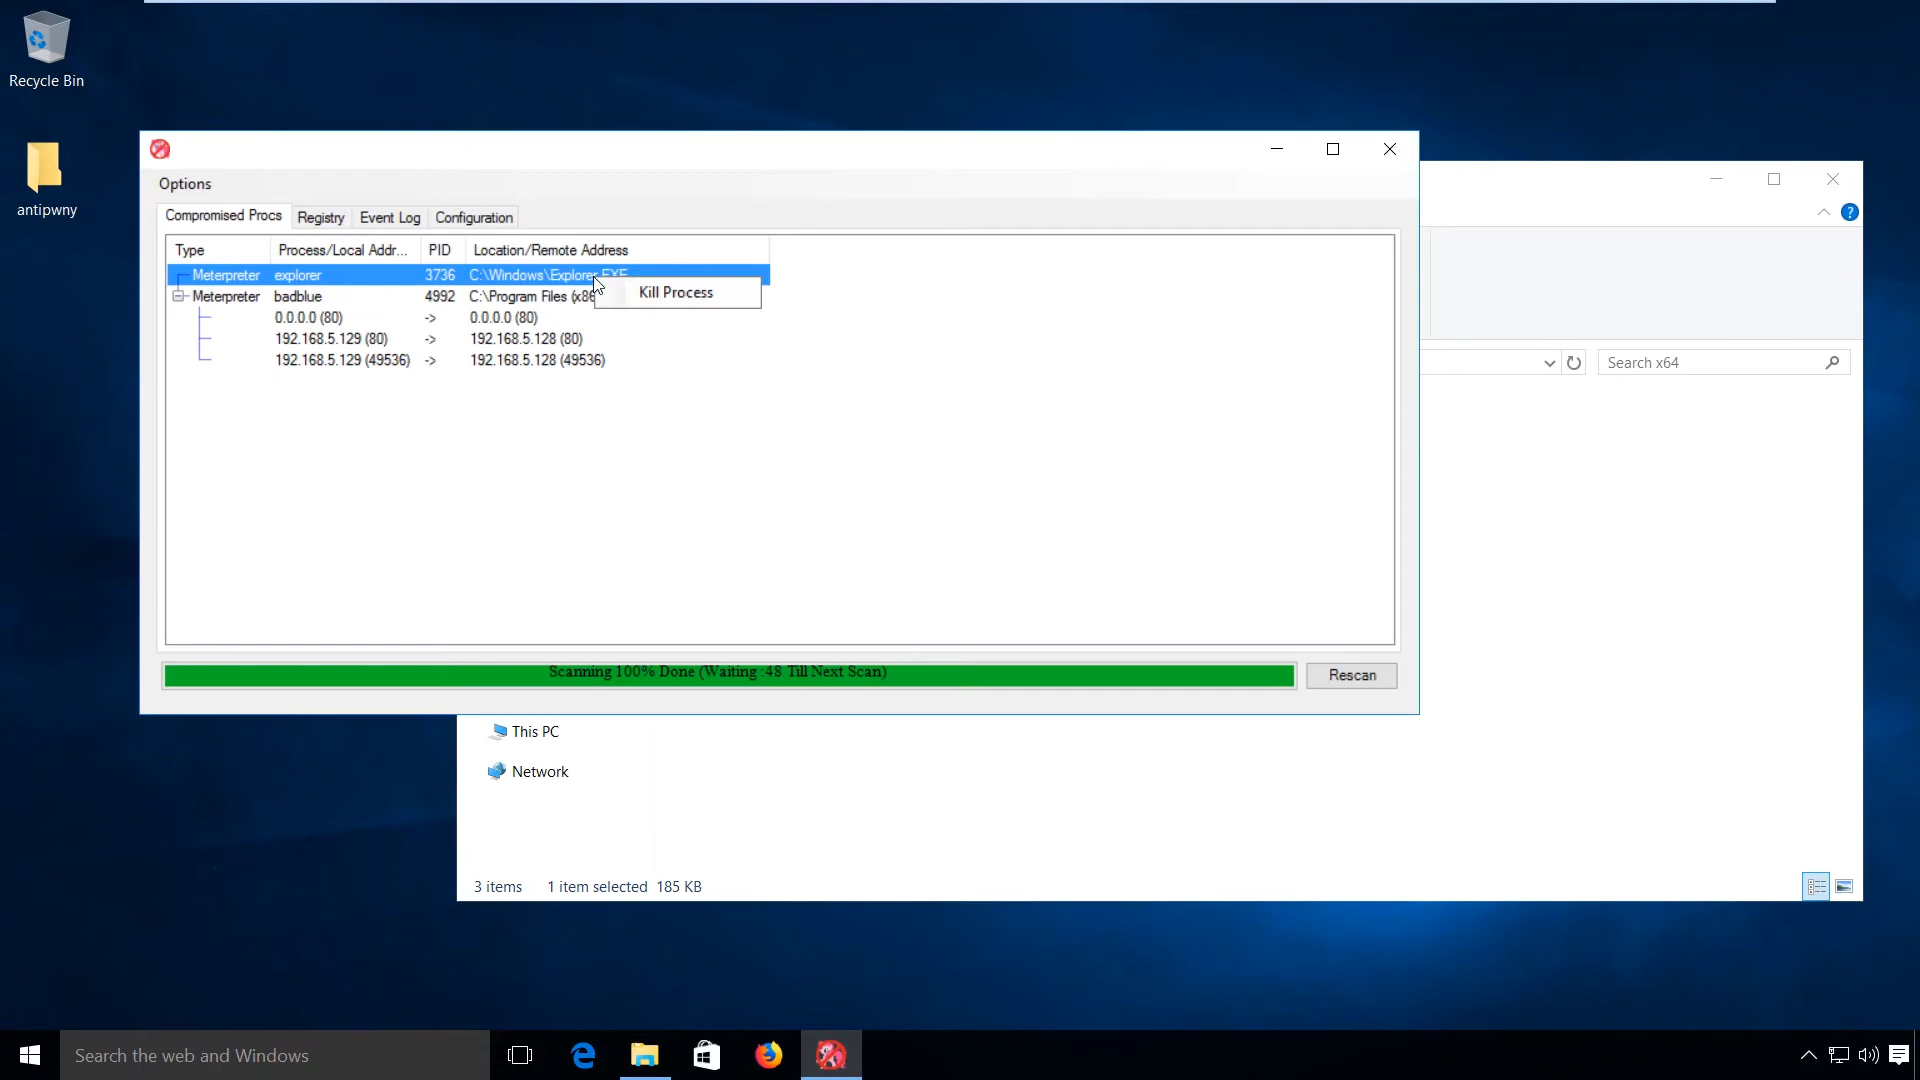 Recycle Bin
antipwny
Options
Compromised Procs Registry Event Log Configuration
Type Process/Local Addr... PID Location/Remote Address
Meterpreter explorer 3736 C:\Windows\Explorer.EXE
Meterpreter badblue 4992 C:\Program Files (x86
Kill Process
0.0.0.0 (80) -> 0.0.0.0 (80)
192.168.5.129 (80) -> 192.168.5.128 (80)
192.168.5.129 (49536) -> 192.168.5.128 (49536)
Scanning 100% Done (Waiting :48 Till Next Scan)
Rescan
Search x64
This PC
Network
3 items 1 item selected 185 KB
Search the web and Windows